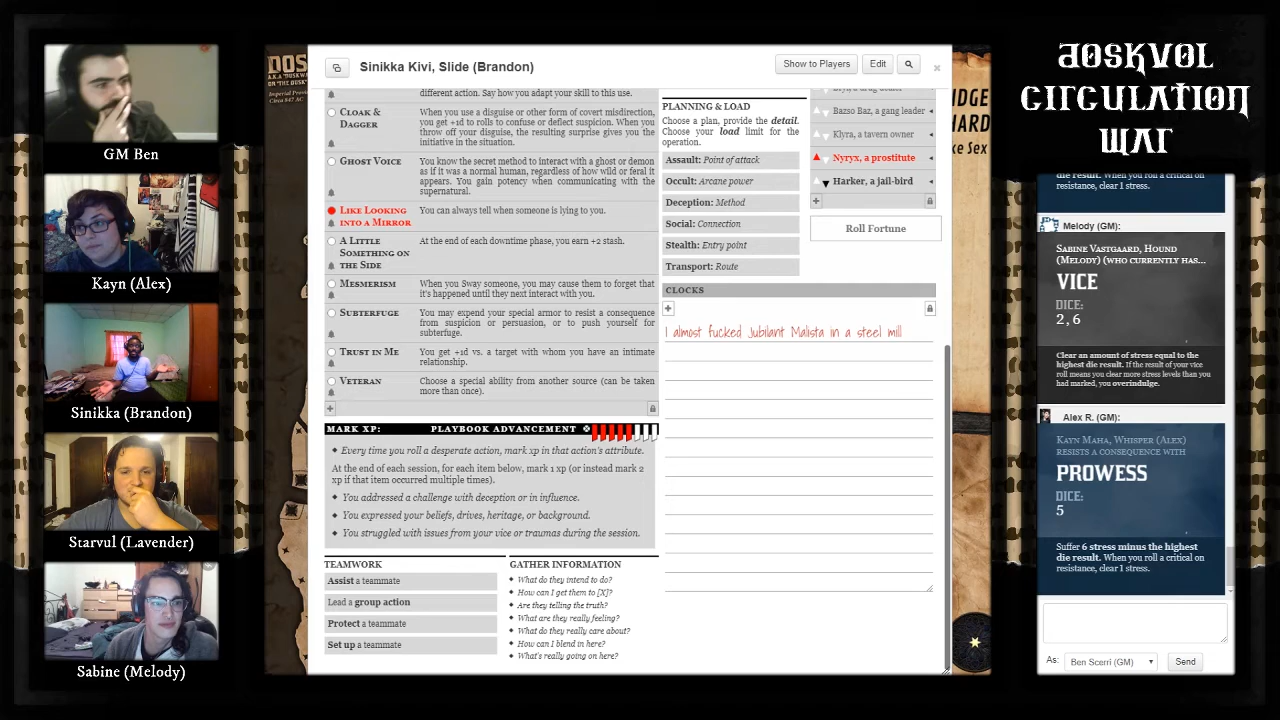 GM Ben
Kayn (Alex)
Sinikka (Brandon)
Starvul (Lavender)
Sabine (Melody)
DOS
Sinikka Kivi, Slide (Brandon)
Show to Players
Edit
different action. Say how you adapt your skill to this use.
CLOAK & DAGGER
When you use a disguise or other form of covert misdirection,
you get +1d to rolls to confuse or deflect suspicion. When you
throw off your disguise, the resulting surprise gives you the
initiative in the situation.
GHOST VOICE
You know the secret method to interact with a ghost or demon
as if it was a normal human, regardless of how wild or feral it
appears. You gain potency when communicating with the
supernatural.
LIKE LOOKING INTO A MIRROR
You can always tell when someone is lying to you.
A LITTLE SOMETHING ON THE SIDE
At the end of each downtime phase, you earn +2 stash.
MESMERISM
When you Sway someone, you may cause them to forget that
it's happened until they next interact with you.
SUBTERFUGE
You may expend your special armor to resist a consequence
from suspicion or persuasion, or to push yourself for
subterfuge.
TRUST IN ME
You get +1d vs. a target with whom you have an intimate
relationship.
VETERAN
Choose a special ability from another source (can be taken
more than once).
MARK XP:
PLAYBOOK ADVANCEMENT
Every time you roll a desperate action, mark xp in that action's attribute.
At the end of each session, for each item below, mark 1 xp (or instead mark 2
xp if that item occurred multiple times).
You addressed a challenge with deception or in influence.
You expressed your beliefs, drives, heritage, or background.
You struggled with issues from your vice or traumas during the session.
TEAMWORK
Assist a teammate
Lead a group action
Protect a teammate
Set up a teammate
GATHER INFORMATION
What do they intend to do?
How can I get them to [X]?
Are they telling the truth?
What are they really feeling?
What do they really care about?
How can I blend in here?
What's really going on here?
PLANNING & LOAD
Choose a plan, provide the detail.
Choose your load limit for the
operation.
Assault: Point of attack
Occult: Arcane power
Deception: Method
Social: Connection
Stealth: Entry point
Transport: Route
Bazso Baz, a gang leader
Klyra, a tavern owner
Nyryx, a prostitute
Harker, a jail-bird
Roll Fortune
CLOCKS
I almost fucked Jubilant Malista in a steel mill
DOSKVOL
CIRCULATION
WAR
die result. When you roll a critical on
resistance, clear 1 stress.
Melody (GM):
SABINE VASTGAARD, HOUND
(MELODY) (WHO CURRENTLY HAS...
VICE
DICE:
2, 6
Clear an amount of stress equal to the
highest die result. If the result of your vice
roll means you clear more stress levels than you
had marked, you overindulge.
Alex R. (GM):
KAYN MAHA, WHISPER (ALEX)
RESISTS A CONSEQUENCE WITH
PROWESS
DICE:
5
Suffer 6 stress minus the highest
die result. When you roll a critical on
resistance, clear 1 stress.
As:
Ben Scerri (GM)
Send